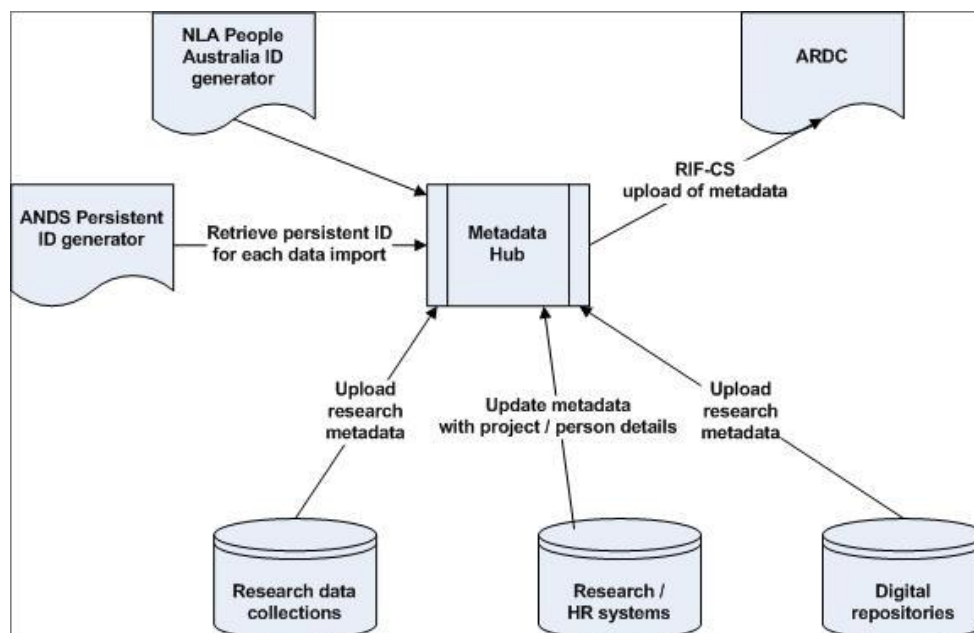 NLA People
Australia ID
generator
ARDC
RIF-CS
upload of metadata
ANDS Persistent
ID generator
Retrieve persistent ID
for each data import
Metadata
Hub
Upload
research
metadata
Update metadata
with project / person details
Upload
research
metadata
Research data
collections
Research /
HR systems
Digital
repositories